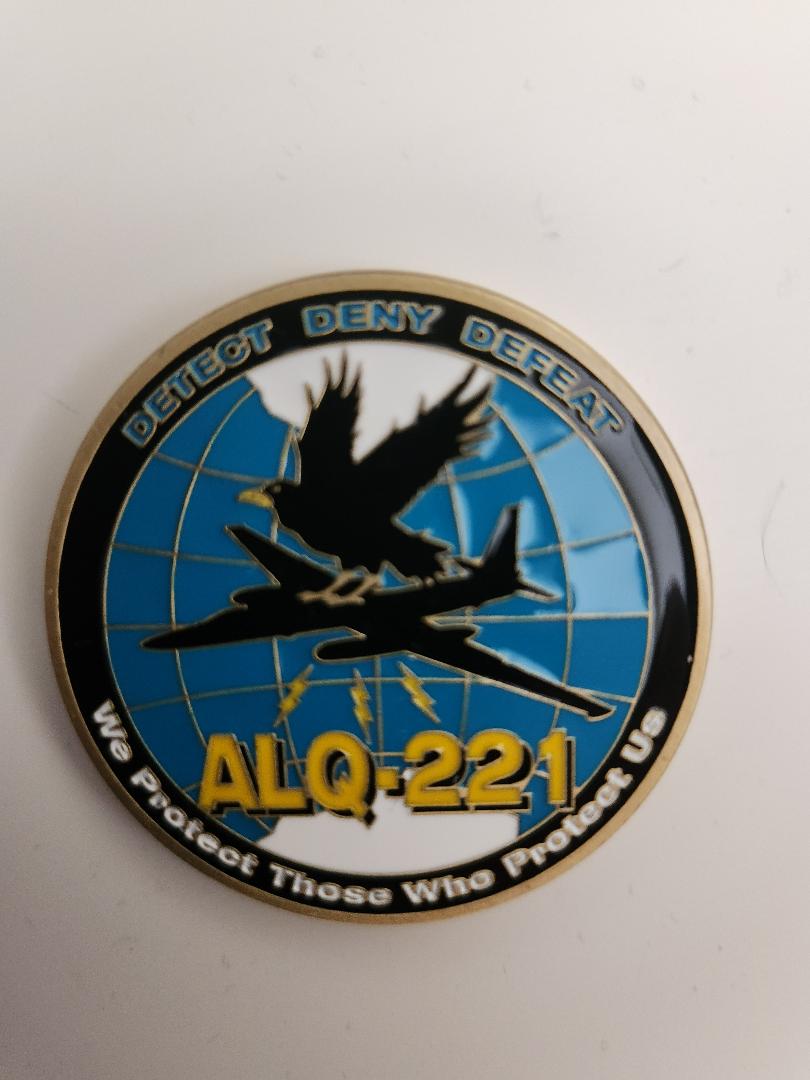 DETECT DENY DEFEAT
ALQ-221
We Protect Those Who Protect Us